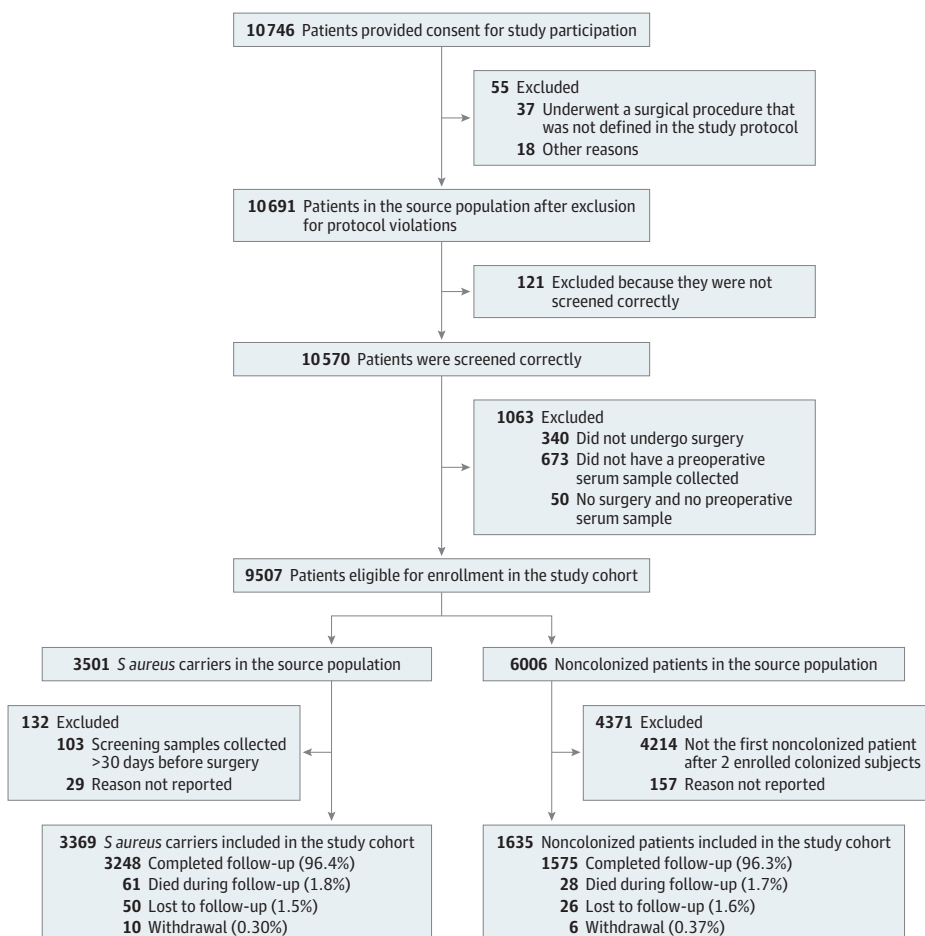 10746 Patients provided consent for study participation
55 Excluded
37 Underwent a surgical procedure that
was not defined in the study protocol
18 Other reasons
10691 Patients in the source population after exclusion
for protocol violations
121 Excluded because they were not
screened correctly
10570 Patients were screened correctly
1063 Excluded
340 Did not undergo surgery
673 Did not have a preoperative
serum sample collected
50 No surgery and no preoperative
serum sample
9507 Patients eligible for enrollment in the study cohort
3501 S aureus carriers in the source population
6006 Noncolonized patients in the source population
132 Excluded
103 Screening samples collected
>30 days before surgery
29 Reason not reported
4371 Excluded
4214 Not the first noncolonized patient
after 2 enrolled colonized subjects
157 Reason not reported
3369 S aureus carriers included in the study cohort
3248 Completed follow-up (96.4%)
61 Died during follow-up (1.8%)
50 Lost to follow-up (1.5%)
10 Withdrawal (0.30%)
1635 Noncolonized patients included in the study cohort
1575 Completed follow-up (96.3%)
28 Died during follow-up (1.7%)
26 Lost to follow-up (1.6%)
6 Withdrawal (0.37%)